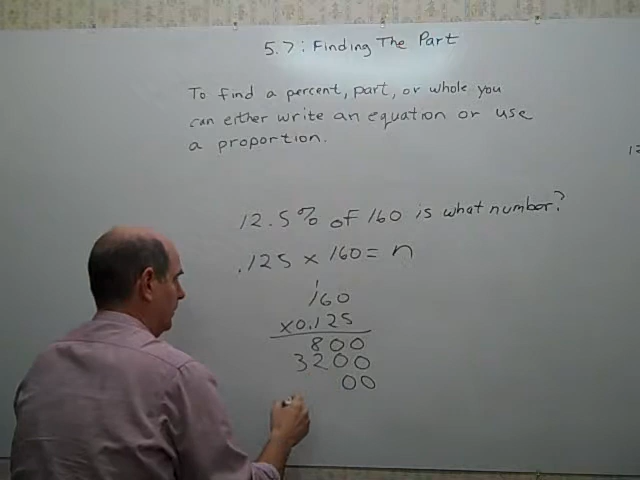 5.7: Finding The Part
To find a percent, part, or whole you
can either write an equation or use
a proportion.
12.5% of 160 is what number?
.125 x 160 = n
1
160
x0.125
800
3200
00